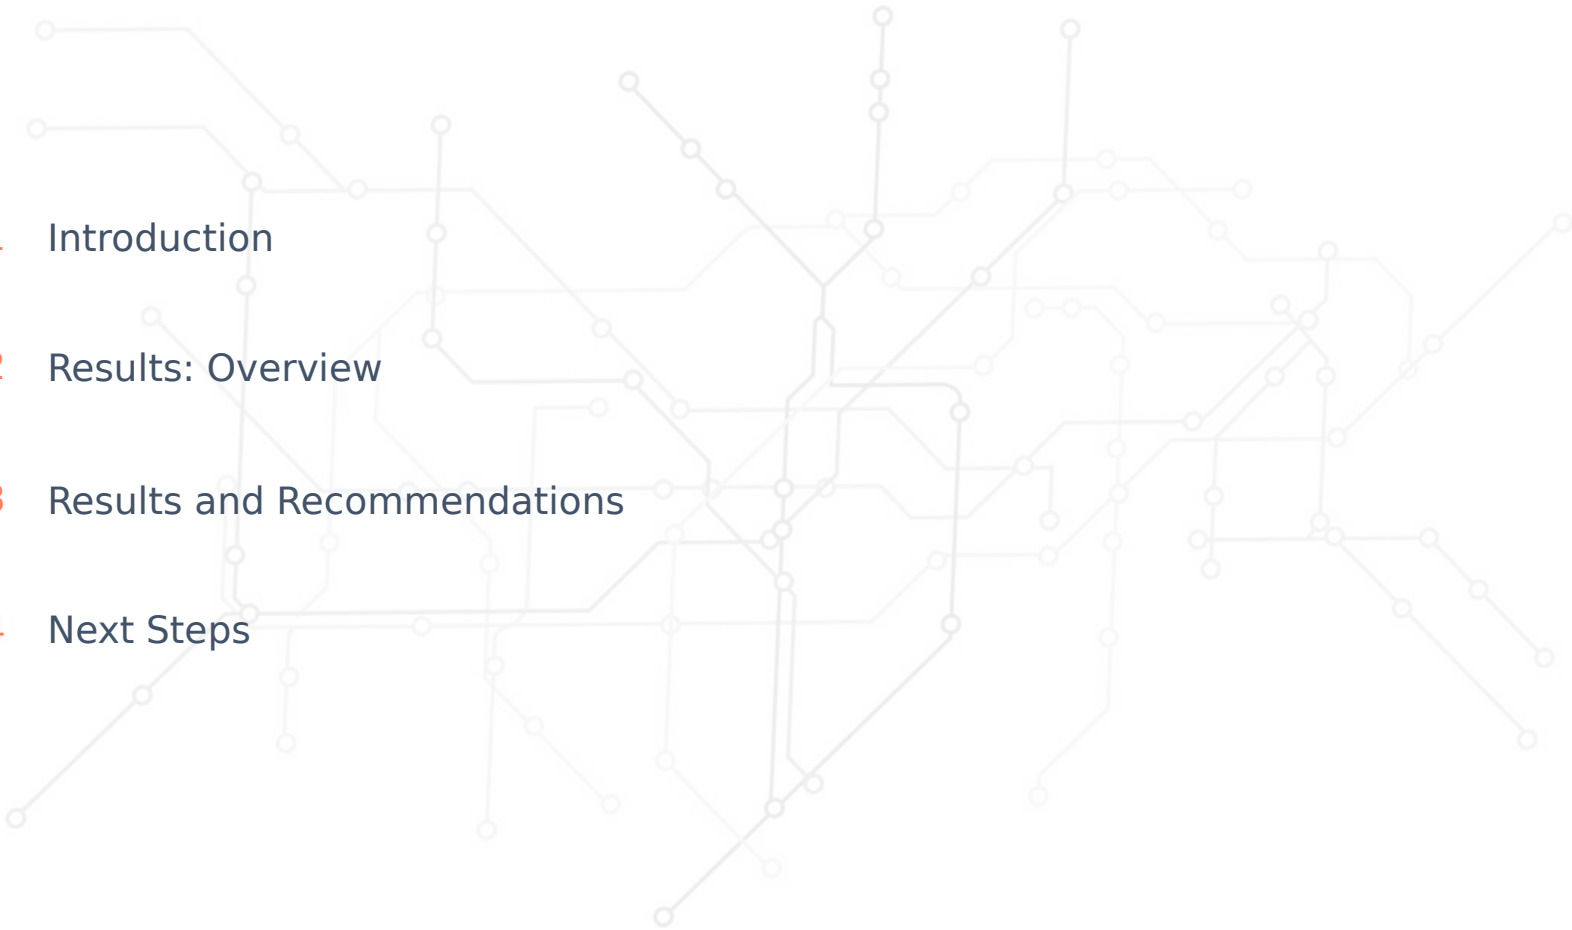 Introduction
Results: Overview
Results and Recommendations
Next Steps